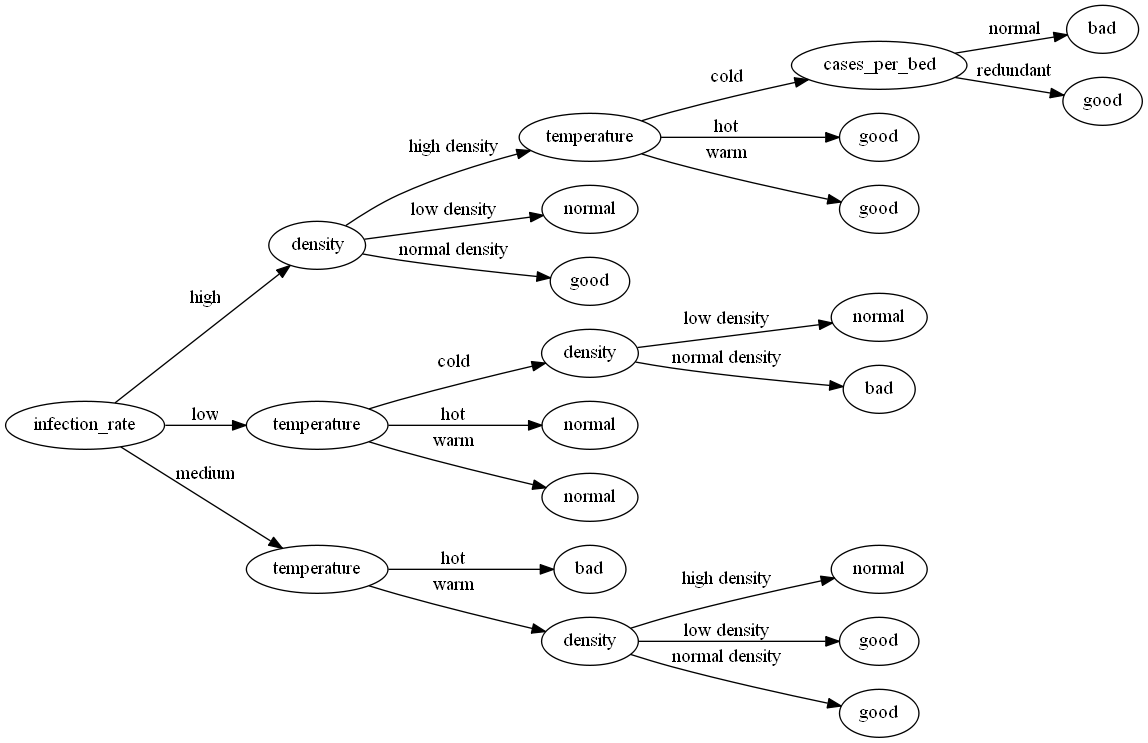 normal
bad
cases_per_bed
redundant
cold
good
hot
temperature
good
high density
warm
low density
normal
good
density
normal density
good
high
low density
normal
cold
density
normal density
bad
low
hot
infection_rate
temperature
normal
warm
medium
normal
hot
high density
normal
temperature
bad
warm
low density
density
good
normal density
good